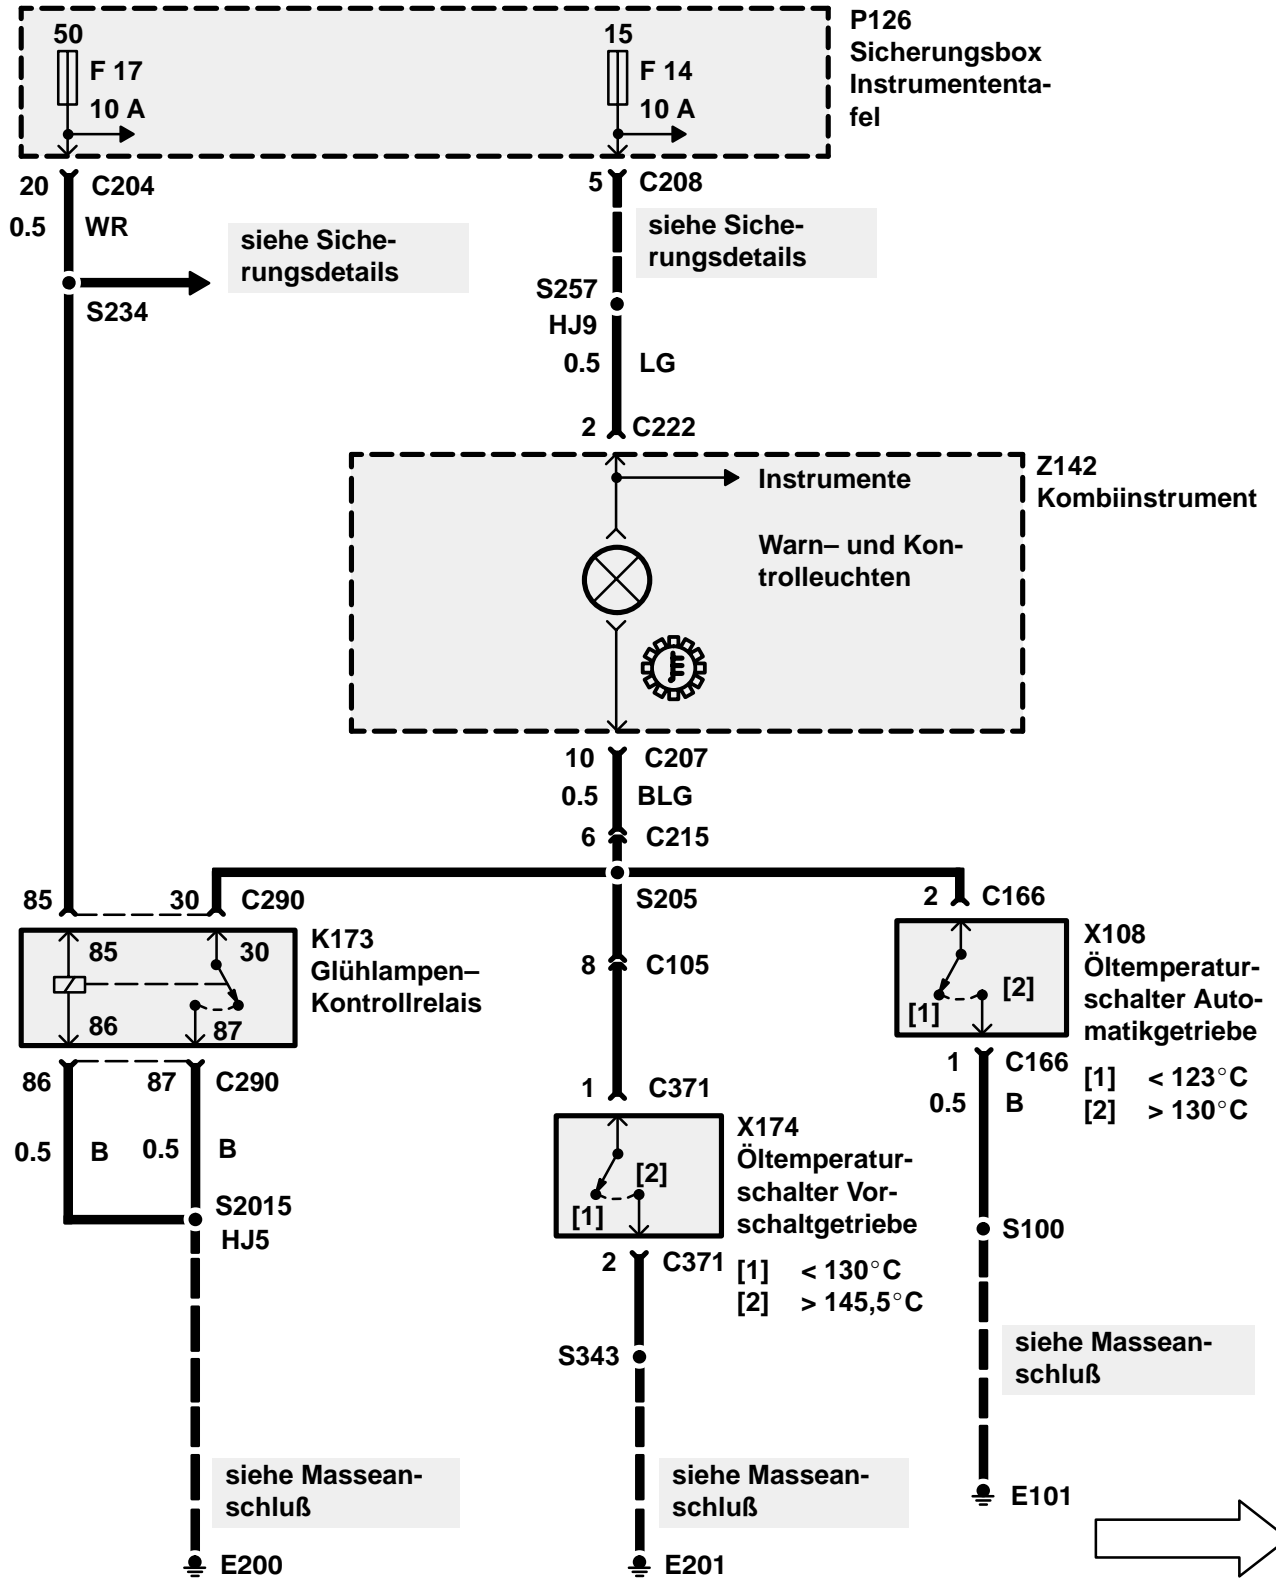 50
F 17
10 A
15
F 14
10 A
P126
Sicherungsbox
Instrumententa-
fel
20 C204
0.5 WR
siehe Siche-
rungsdetails
S234
5 C208
siehe Siche-
rungsdetails
S257
HJ9
0.5 LG
2 C222
Instrumente
Warn– und Kon-
trolleuchten
Z142
Kombiinstrument
10 C207
0.5 BLG
6 C215
S205
85 30 C290
85 30
86 87
K173
Glühlampen–
Kontrollrelais
86 87 C290
0.5 B 0.5 B
S2015
HJ5
siehe Massean-
schluß
E200
8 C105
1 C371
[2]
[1]
X174
Öltemperatur-
schalter Vor-
schaltgetriebe
[1] < 130°C
[2] > 145,5°C
2 C371
S343
siehe Massean-
schluß
E201
2 C166
[2]
[1]
X108
Öltemperatur-
schalter Auto-
matikgetriebe
[1] < 123°C
[2] > 130°C
1 C166
0.5 B
S100
siehe Massean-
schluß
E101